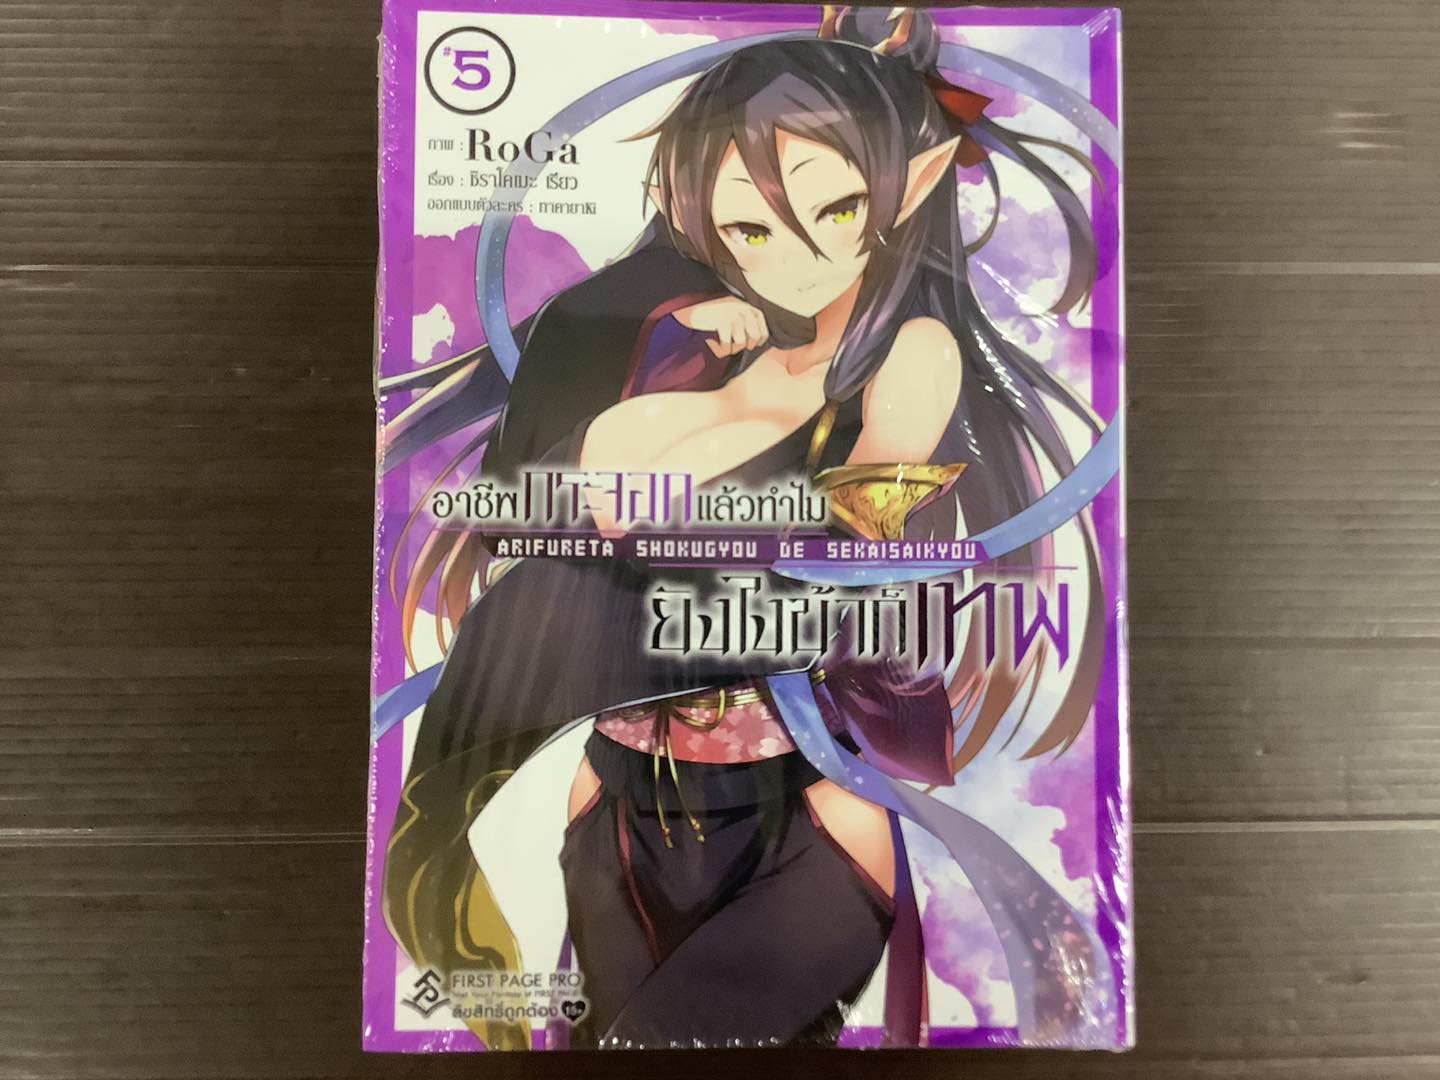 #5
ภาพ : RoGa
เรื่อง : ชิราโคเมะ เรียว
ออกแบบตัวละคร : ทาคายาKi
อาชีพกระจอกแล้วทำไม
ARIFURETA SHOKUGYOU DE SEKAISAIKYOU
ยังไงข้าก็เทพ
FIRST PAGE PRO
ลิขสิทธิ์ถูกต้อง